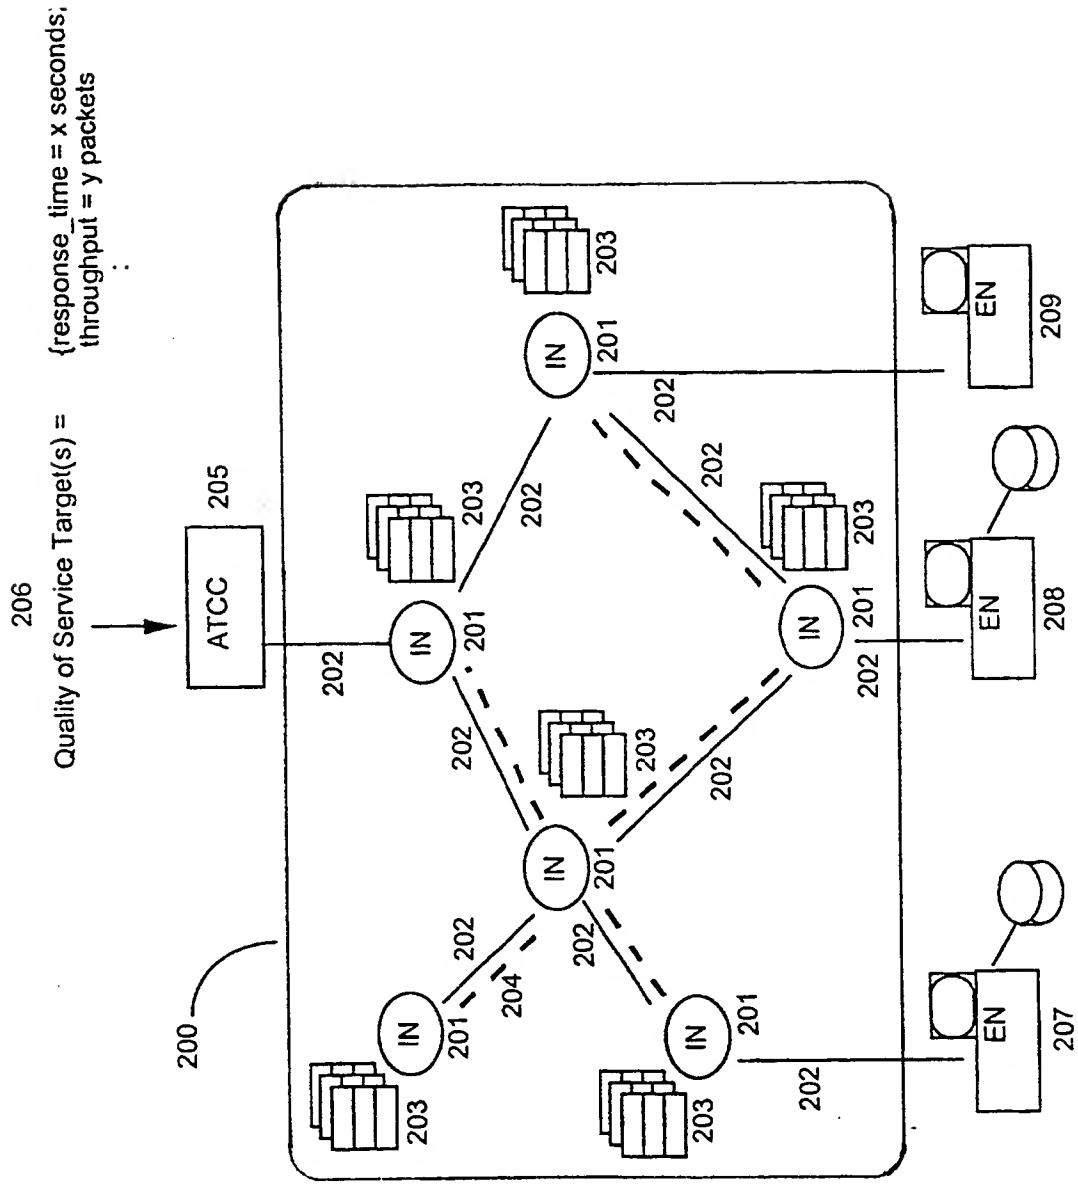 206
Quality of Service Target(s) = {response_time = x seconds;
throughput = y packets
:
200
ATCC 205
202
203 IN IN
201 202 202 201 203
204 202
IN IN
202 201 201 203
203 202
203 IN
202 202
201
202 IN
202 201 203
EN EN EN
207 208 209